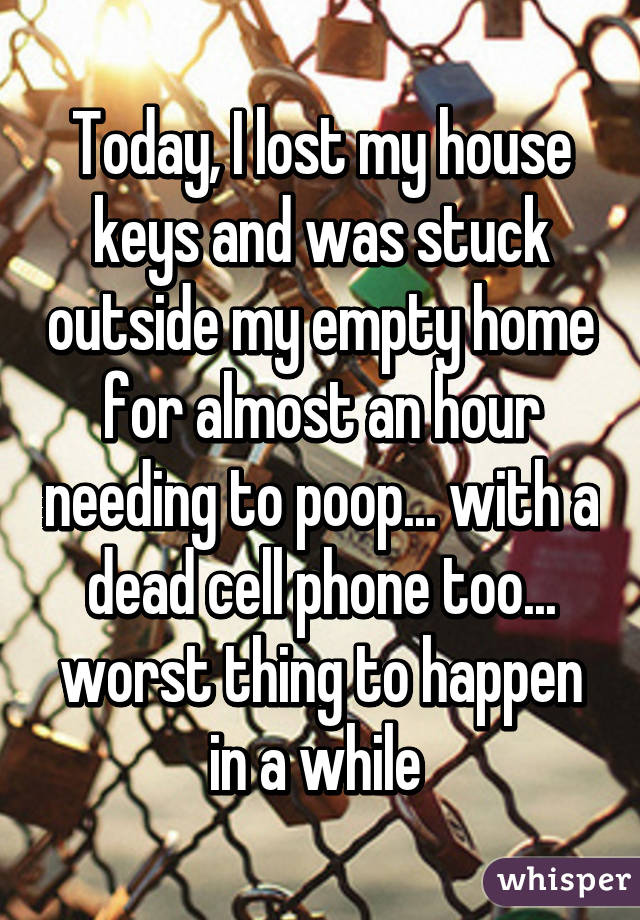 Today, I lost my house
keys and was stuck
outside my empty home
for almost an hour
needing to poop... with a
dead cell phone too...
worst thing to happen
in a while
whisper